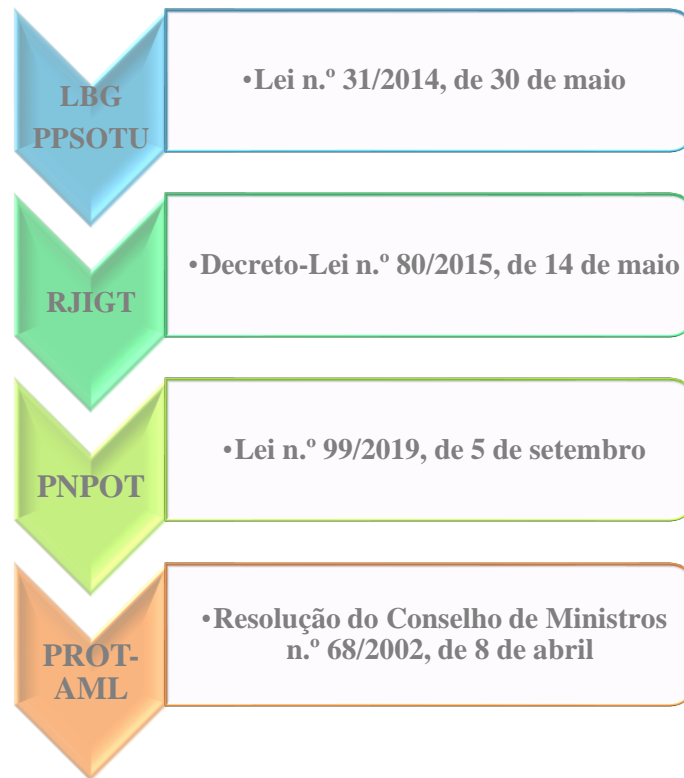 LBG
PPSOTU
•Lei n.º 31/2014, de 30 de maio
RJIGT
•Decreto-Lei n.º 80/2015, de 14 de maio
PNPOT
•Lei n.º 99/2019, de 5 de setembro
PROT-
AML
•Resolução do Conselho de Ministros
n.º 68/2002, de 8 de abril